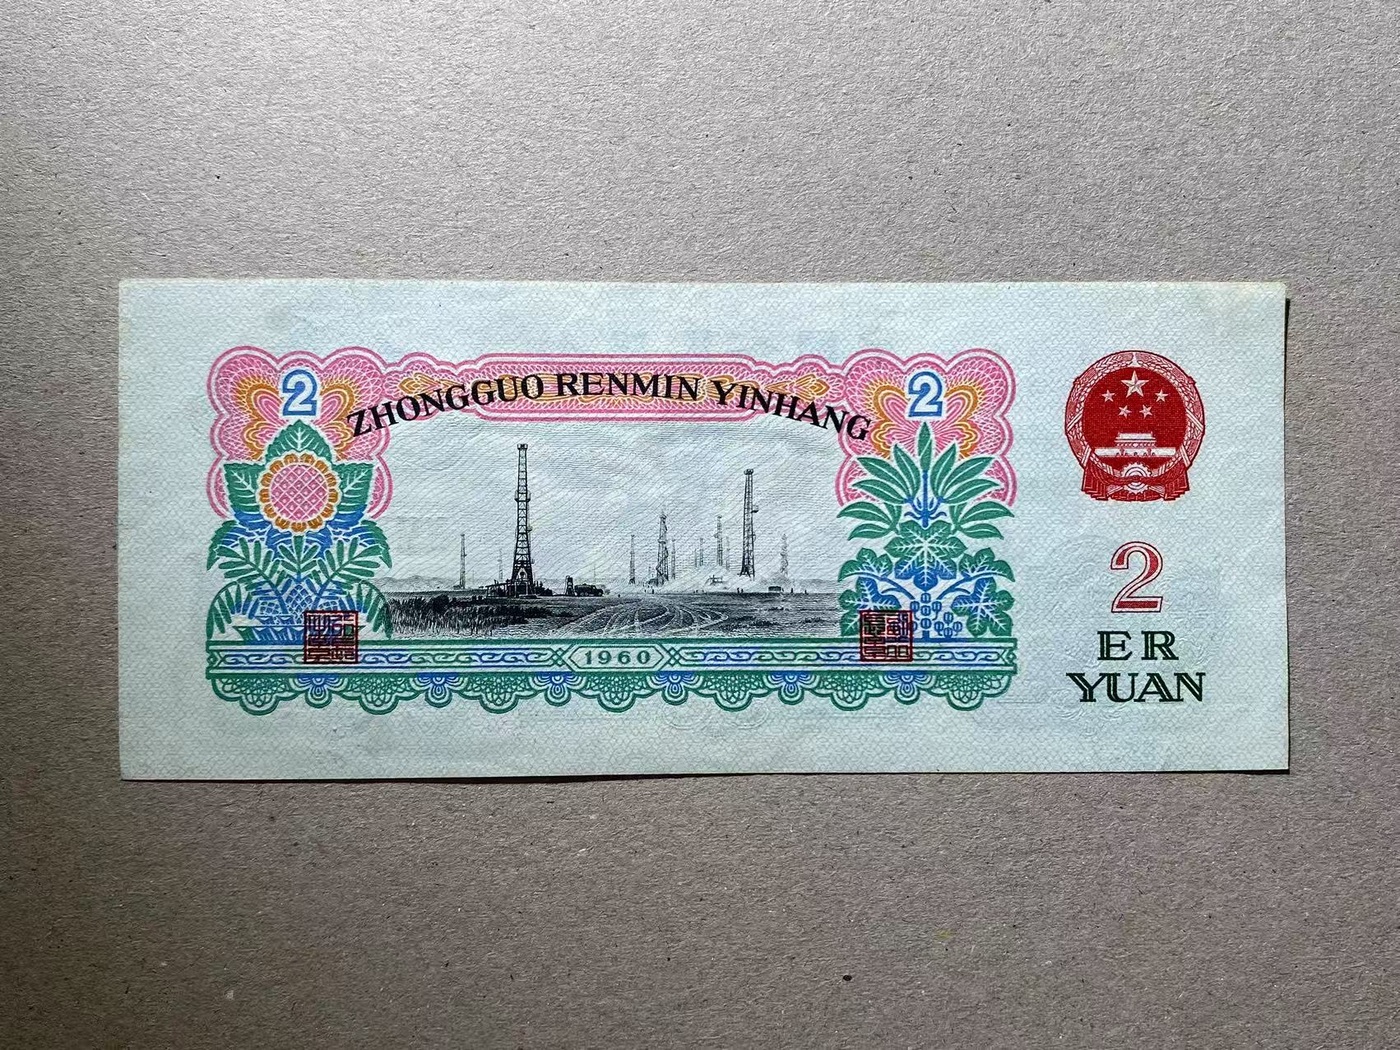 2
2
ZHONGGUO RENMIN YINHANG
1960
2
ER
YUAN